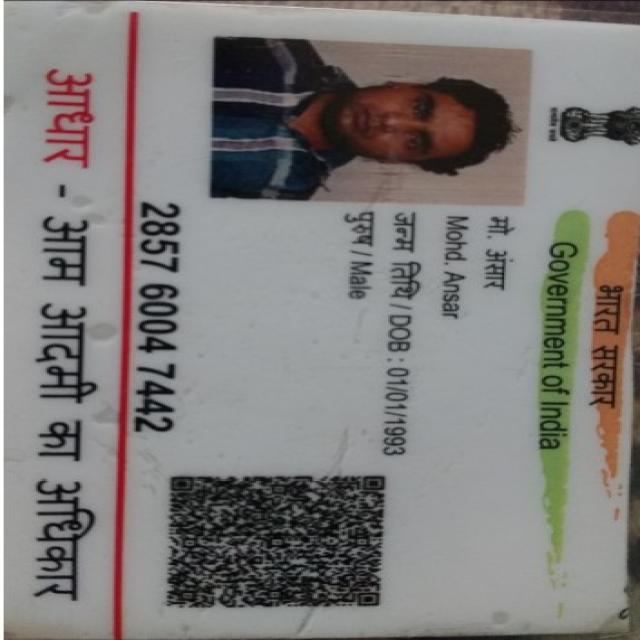 भारत सरकार
Government of India
मो. अंसार
Mohd. Ansar
जन्म तिथि / DOB : 01/01/1993
पुरुष / Male
2857 6004 7442
आधार - आम आदमी का अधिकार